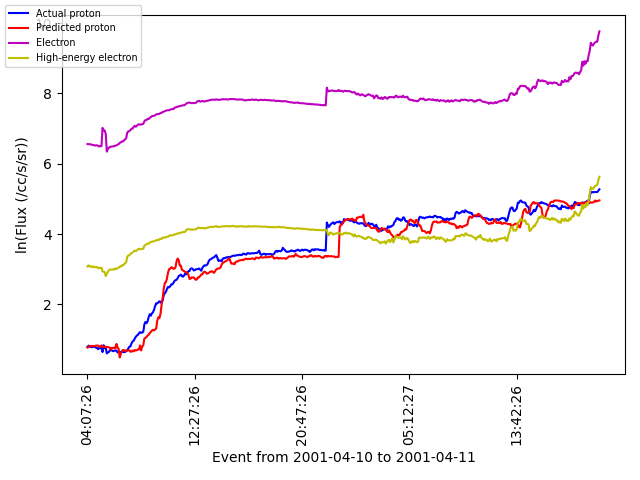 Actual proton
Predicted proton
Electron
High-energy electron
8
6
4
2
ln(Flux (/cc/s/sr))
04:07:26
12:27:26
20:47:26
05:12:27
13:42:26
Event from 2001-04-10 to 2001-04-11